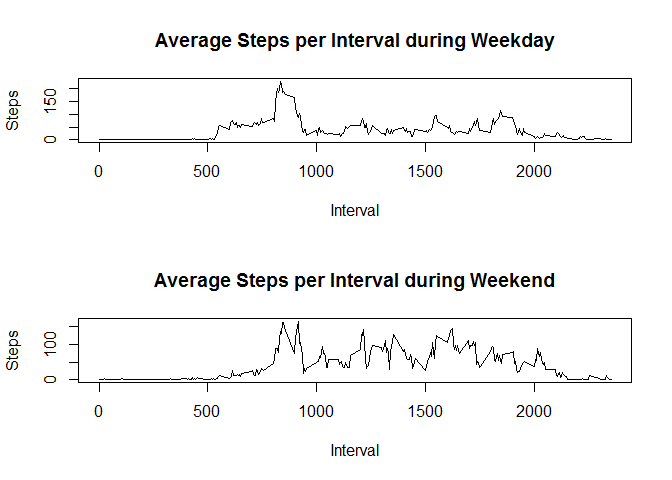 Average Steps per Interval during Weekday
Steps
150
0
0 500 1000 1500 2000
Interval
Average Steps per Interval during Weekend
Steps
100
0
0 500 1000 1500 2000
Interval